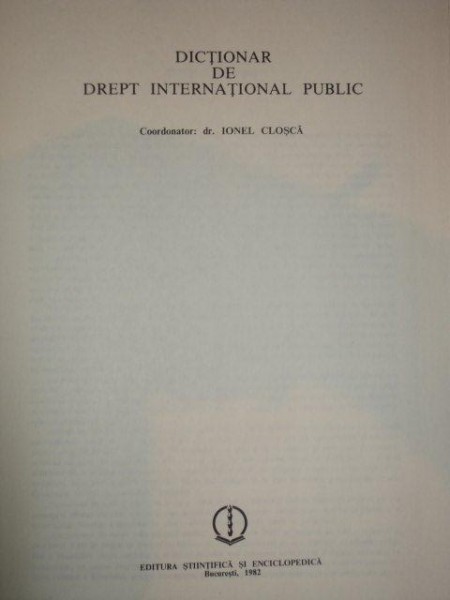 DICȚIONAR
DE
DREPT INTERNAȚIONAL PUBLIC
Coordonator: dr. IONEL CLOȘCĂ
EDITURA ȘTIINȚIFICĂ ȘI ENCICLOPEDICĂ
București, 1982